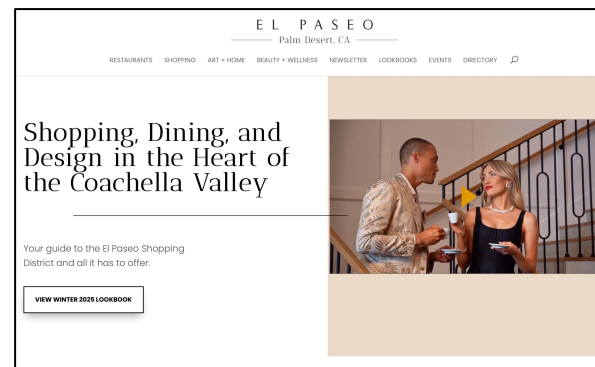 EL PASEO
Palm Desert, CA
RESTAURANTS SHOPPING ART + HOME BEAUTY + WELLNESS NEWSLETTER LOOKBOOKS EVENTS DIRECTORY
Shopping, Dining, and
Design in the Heart of
the Coachella Valley
Your guide to the El Paseo Shopping
District and all it has to offer.
VIEW WINTER 2025 LOOKBOOK